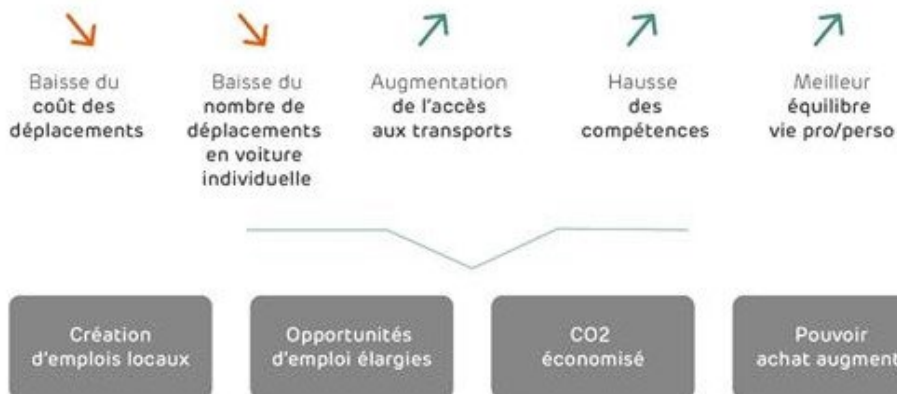 Baisse du
coût des
déplacements
Baisse du
nombre de
déplacements
en voiture
individuelle
Augmentation
de l'accès
aux transports
Hausse
des
compétences
Meilleur
équilibre
vie pro/perso
Création
d'emplois locaux
Opportunités
d'emploi élargies
CO2
économisé
Pouvoir
achat augment